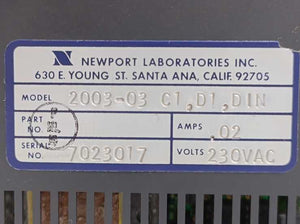 NEWPORT LABORATORIES INC.
630 E. YOUNG ST. SANTA ANA, CALIF. 92705
MODEL 2003-03 C1,D1,DIN
PART NO.
AMPS .02
SERIAL NO. 7023017
VOLTS 230VAC